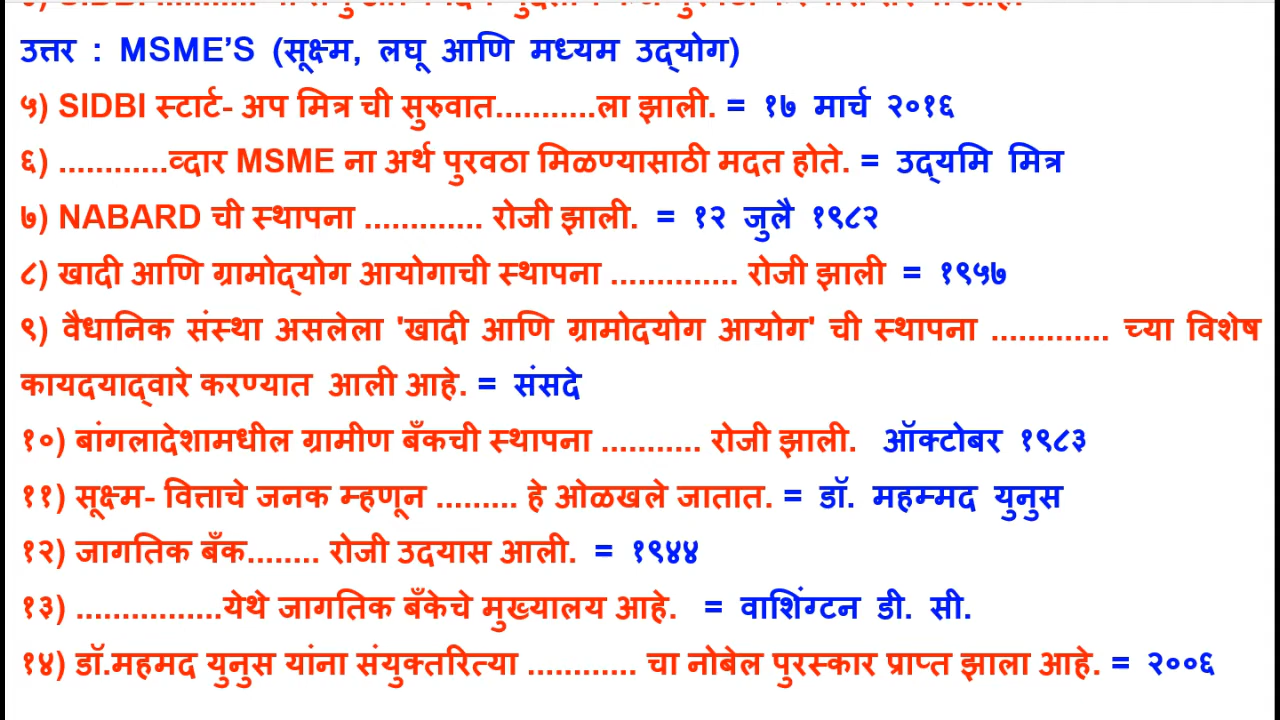 उत्तर : MSME’S (सूक्ष्म, लघू आणि मध्यम उद्योग)
५) SIDBI स्टार्ट- अप मित्र ची सुरुवात...........ला झाली. = १७ मार्च २०१६
६) ............व्दार MSME ना अर्थ पुरवठा मिळण्यासाठी मदत होते. = उद्यमि मित्र
७) NABARD ची स्थापना ............. रोजी झाली. = १२ जुलै १९८२
८) खादी आणि ग्रामोद्योग आयोगाची स्थापना .............. रोजी झाली = १९५७
९) वैधानिक संस्था असलेला 'खादी आणि ग्रामोदयोग आयोग' ची स्थापना ............. च्या विशेष
कायदयाद्वारे करण्यात आली आहे. = संसदे
१०) बांगलादेशामधील ग्रामीण बँकची स्थापना ........... रोजी झाली. ऑक्टोबर १९८३
११) सूक्ष्म- वित्ताचे जनक म्हणून ......... हे ओळखले जातात. = डॉ. महम्मद युनुस
१२) जागतिक बँक........ रोजी उदयास आली. = १९४४
१३) ................येथे जागतिक बँकेचे मुख्यालय आहे. = वाशिंग्टन डी. सी.
१४) डॉ.महमद युनुस यांना संयुक्तरित्या ............ चा नोबेल पुरस्कार प्राप्त झाला आहे. = २००६